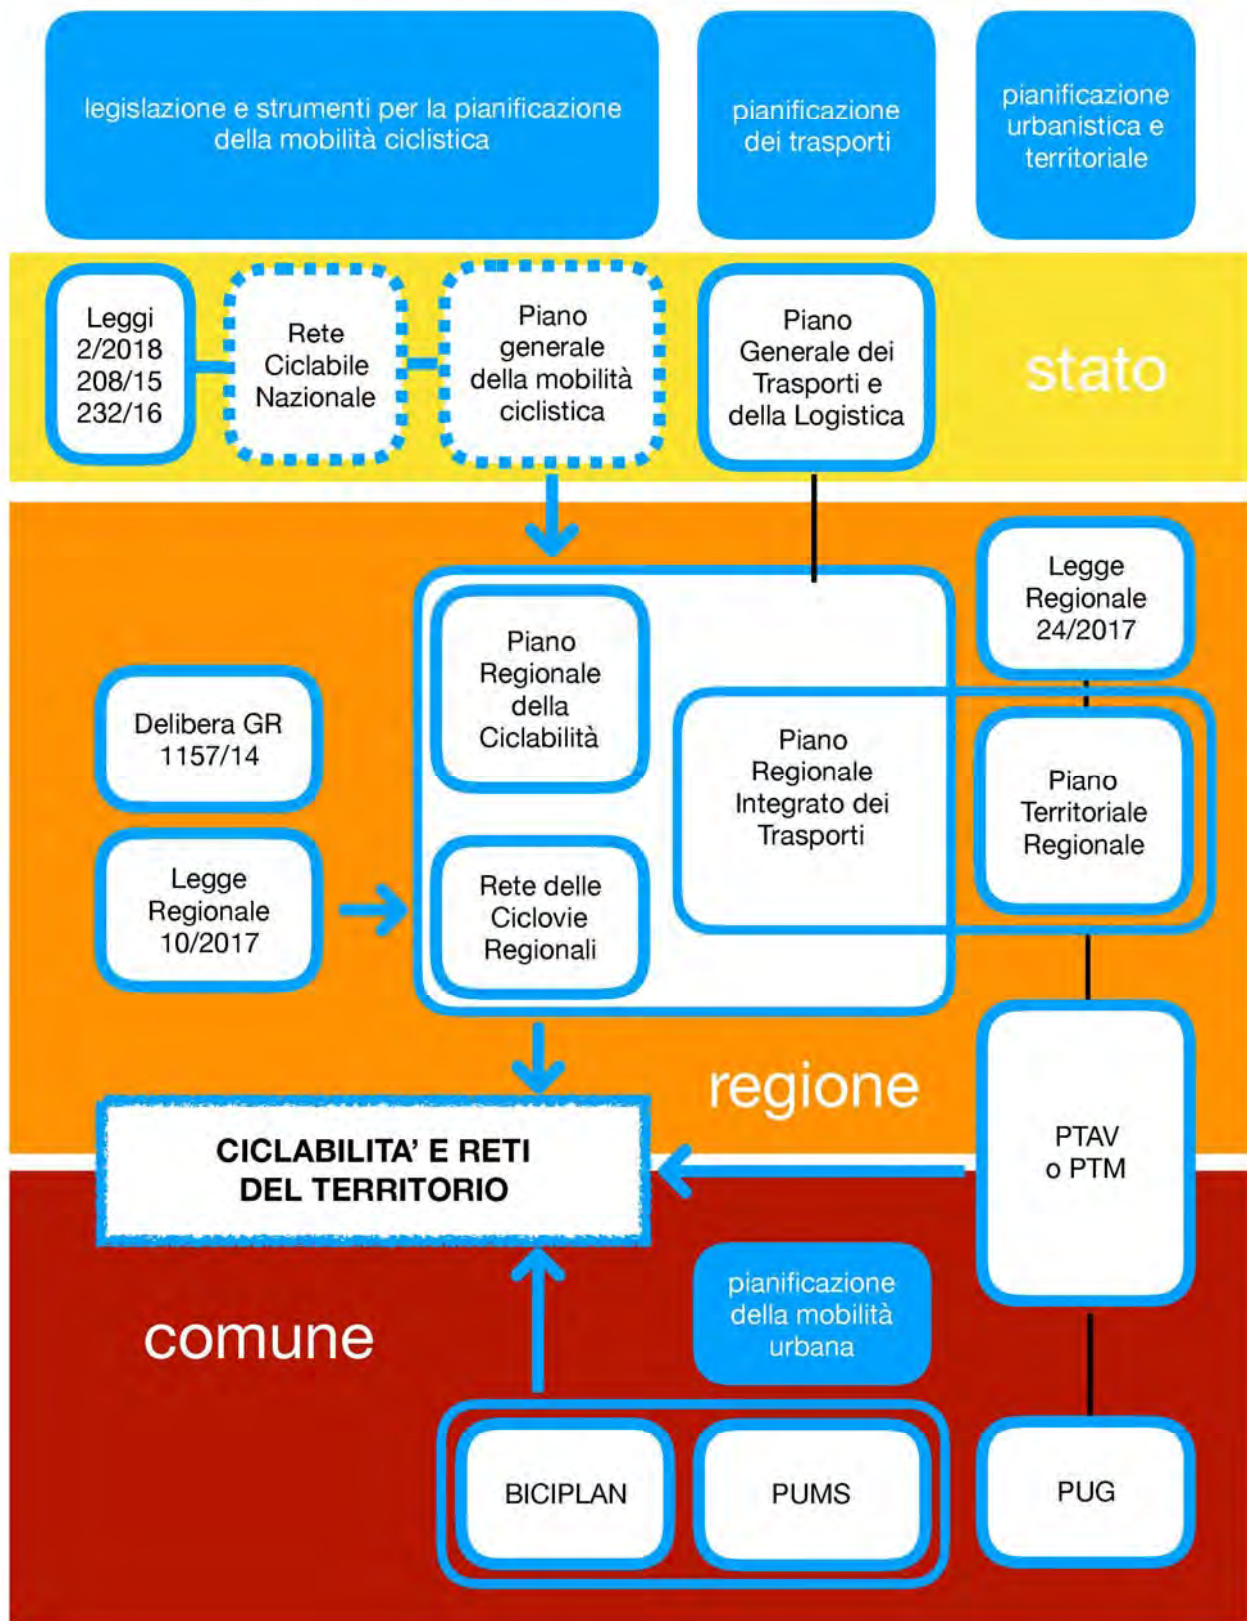 legislazione e strumenti per la pianificazione
della mobilità ciclistica
pianificazione
dei trasporti
pianificazione
urbanistica e
territoriale
Leggi
2/2018
208/15
232/16
Rete
Ciclabile
Nazionale
Piano
generale
della mobilità
ciclistica
Piano
Generale dei
Trasporti e
della Logistica
stato
Legge
Regionale
24/2017
Piano
Regionale
della
Ciclabilità
Delibera GR
1157/14
Piano
Regionale
Integrato dei
Trasporti
Piano
Territoriale
Regionale
Legge
Regionale
10/2017
Rete delle
Ciclovie
Regionali
regione
CICLABILITA' E RETI
DEL TERRITORIO
PTAV
o PTM
comune
pianificazione
della mobilità
urbana
BICIPLAN
PUMS
PUG